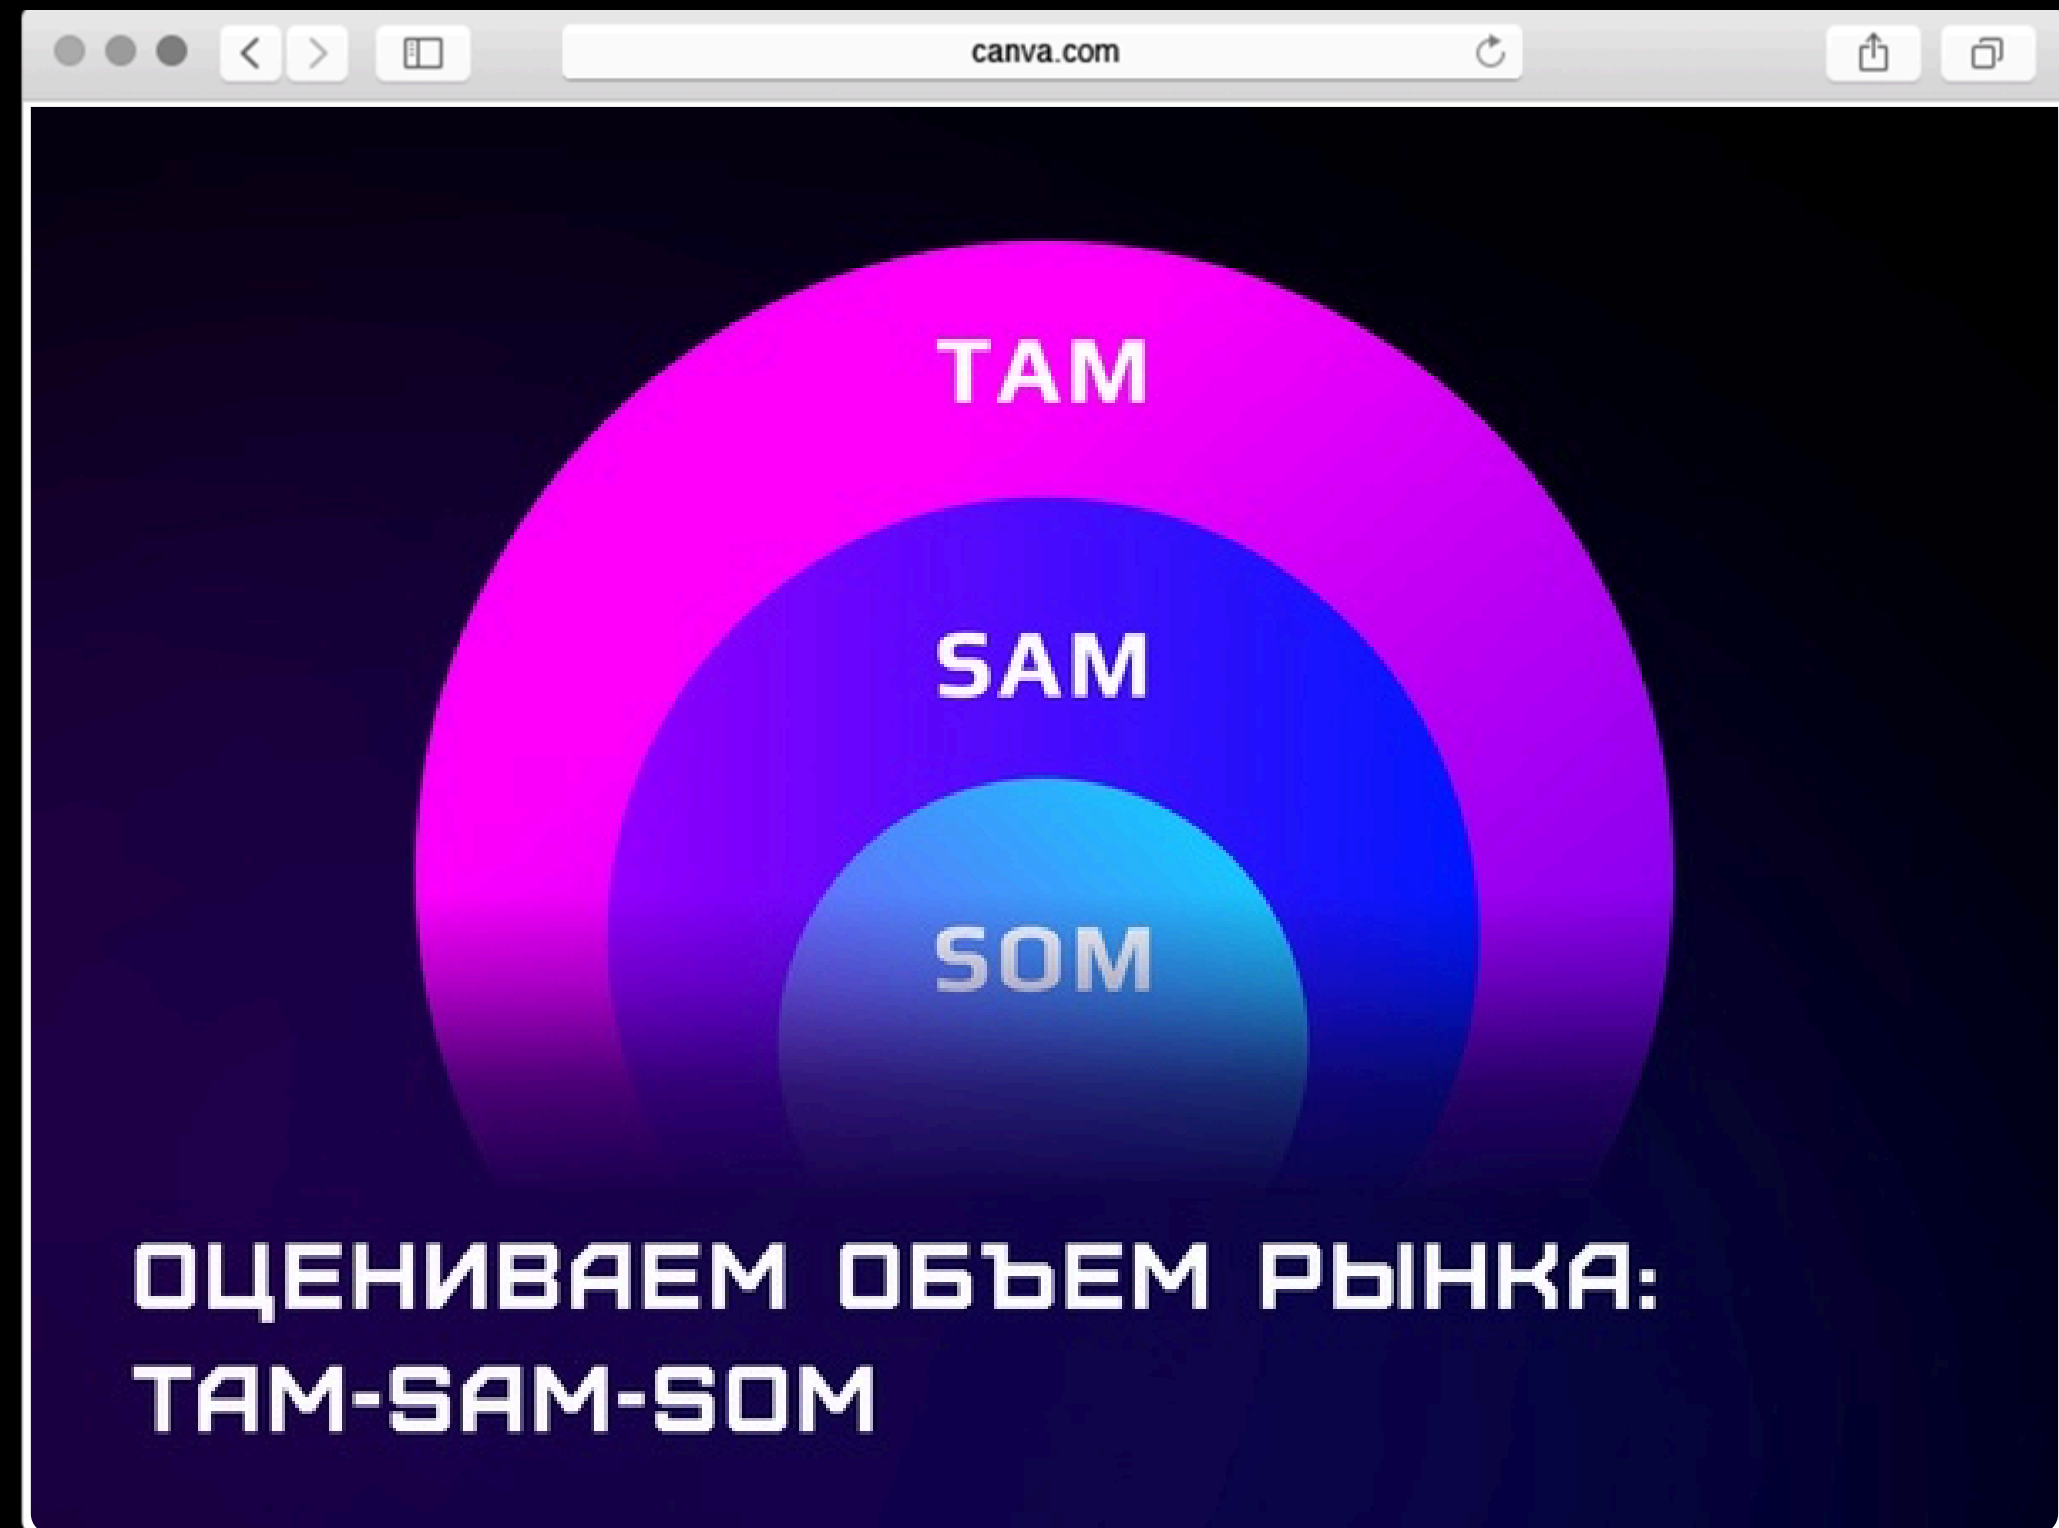 canva.com
TAM
SAM
SOM
ОЦЕНИВАЕМ ОБЪЕМ РЫНКА:
TAM-SAM-SOM